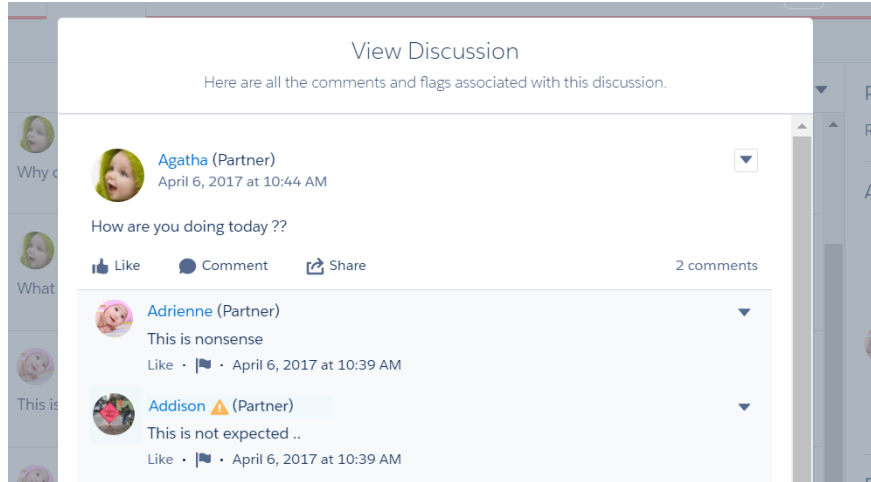 View Discussion
Here are all the comments and flags associated with this discussion.
Agatha (Partner)
April 6, 2017 at 10:44 AM
How are you doing today ??
Like Comment Share 2 comments
Adrienne (Partner)
This is nonsense
Like • April 6, 2017 at 10:39 AM
Addison (Partner)
This is not expected ..
Like • April 6, 2017 at 10:39 AM
Why
What
This is